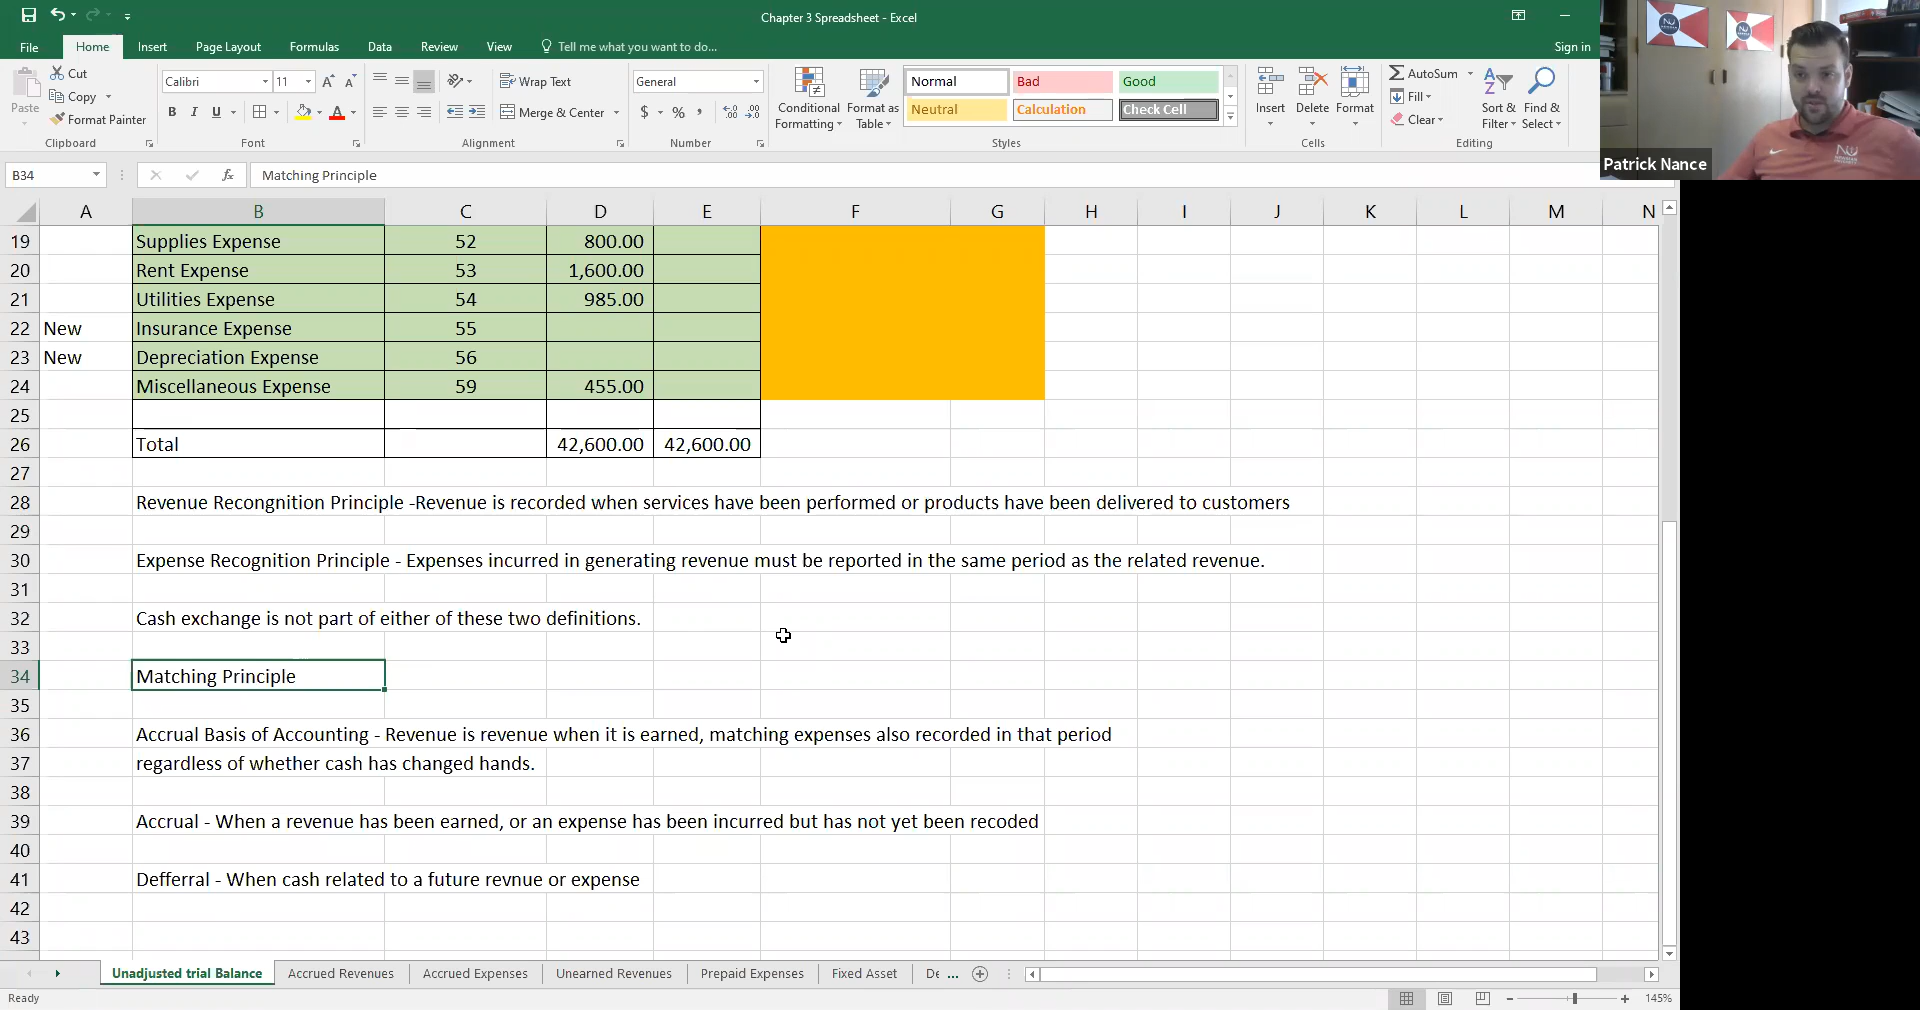 Chapter 3 Spreadsheet - Excel
File Home Insert Page Layout Formulas Data Review View Tell me what you want to do... Sign in
Paste Cut Copy Format Painter Clipboard
Calibri 11 B I U Font
Wrap Text Merge & Center Alignment
General $ % Number
Conditional Formatting Format as Table
Normal Bad Good
Neutral Calculation Check Cell
Styles
Insert Delete Format Cells
AutoSum Fill Clear Sort & Filter Find & Select Editing
NU NU
Patrick Nance
B34 fx Matching Principle
A B C D E F G H I J K L M N
19 Supplies Expense 52 800.00
20 Rent Expense 53 1,600.00
21 Utilities Expense 54 985.00
22 New Insurance Expense 55
23 New Depreciation Expense 56
24 Miscellaneous Expense 59 455.00
25
26 Total 42,600.00 42,600.00
27
28 Revenue Recongnition Principle -Revenue is recorded when services have been performed or products have been delivered to customers
29
30 Expense Recognition Principle - Expenses incurred in generating revenue must be reported in the same period as the related revenue.
31
32 Cash exchange is not part of either of these two definitions.
33
34 Matching Principle
35
36 Accrual Basis of Accounting - Revenue is revenue when it is earned, matching expenses also recorded in that period
37 regardless of whether cash has changed hands.
38
39 Accrual - When a revenue has been earned, or an expense has been incurred but has not yet been recoded
40
41 Defferral - When cash related to a future revnue or expense
42
43
Unadjusted trial Balance Accrued Revenues Accrued Expenses Unearned Revenues Prepaid Expenses Fixed Asset De ...
Ready 145%